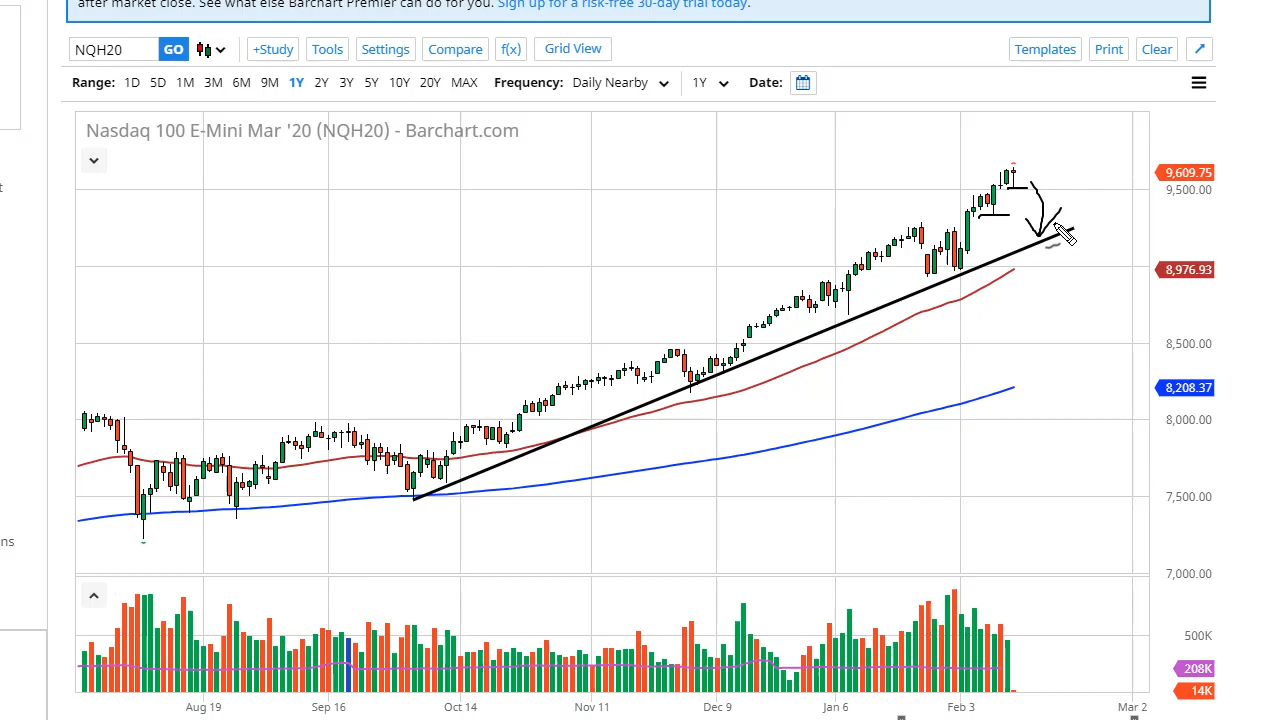 after market close. See what else Barchart Premier can do for you. Sign up for a risk-free 30-day trial today.
NQH20 GO +Study Tools Settings Compare f(x) Grid View Templates Print Clear
Range: 1D 5D 1M 3M 6M 9M 1Y 2Y 3Y 5Y 10Y 20Y MAX Frequency: Daily Nearby 1Y Date:
Nasdaq 100 E-Mini Mar '20 (NQH20) - Barchart.com
9,609.75
9,500.00
t
8,976.93
8,500.00
8,208.37
8,000.00
7,500.00
ns
7,000.00
500K
208K
14K
Aug 19 Sep 16 Oct 14 Nov 11 Dec 9 Jan 6 Feb 3 Mar 2